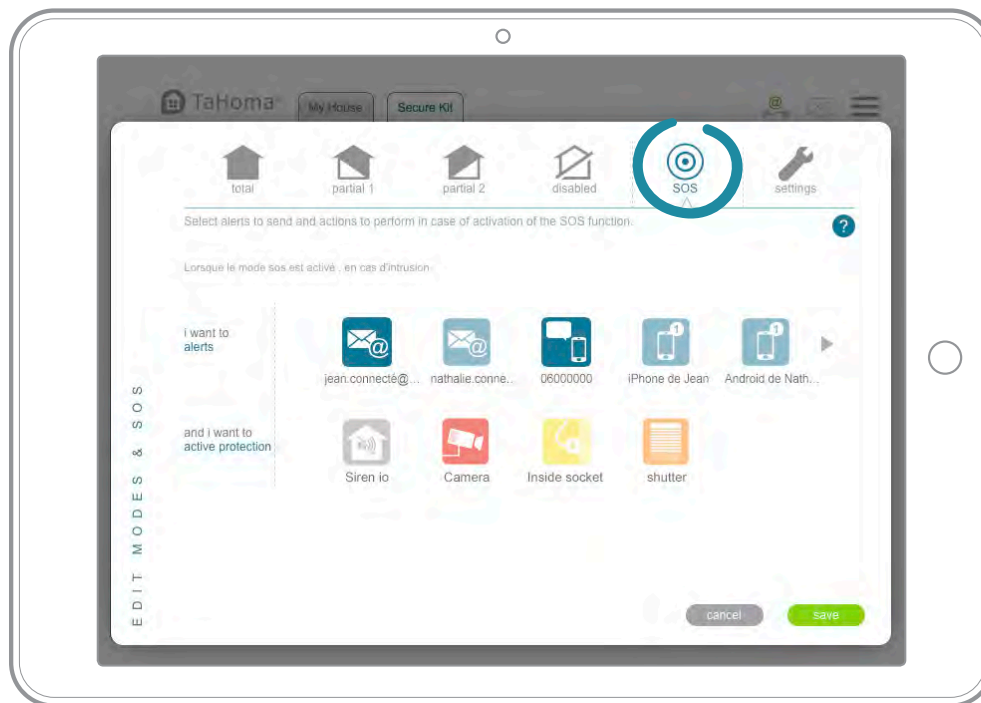 TaHoma
My House
Secure Kit
total
partial 1
partial 2
disabled
SOS
settings
Select alerts to send and actions to perform in case of activation of the SOS function.
?
Lorsque le mode sos est activé , en cas d'intrusion
i want to
alerts
jean.connecté@...
nathalie.conne...
06000000
iPhone de Jean
Android de Nath...
and i want to
active protection
Siren io
Camera
Inside socket
shutter
EDIT MODES & SOS
cancel
save